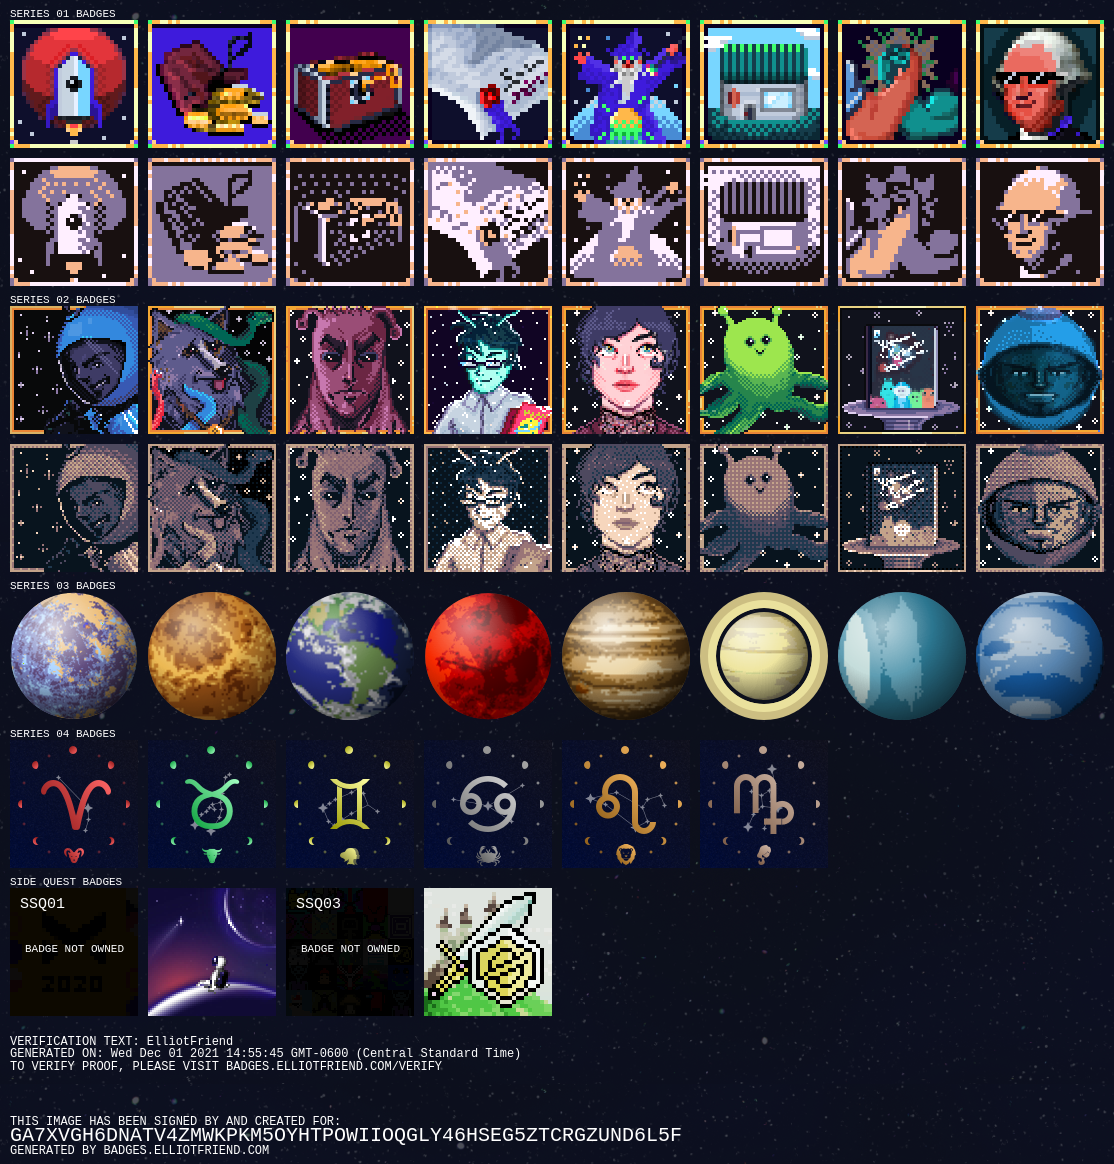 SERIES 01 BADGES
SERIES 02 BADGES
SERIES 03 BADGES
SERIES 04 BADGES
SIDE QUEST BADGES
SSQ01
BADGE NOT OWNED
2020
SSQ03
BADGE NOT OWNED
VERIFICATION TEXT: ElliotFriend
GENERATED ON: Wed Dec 01 2021 14:55:45 GMT-0600 (Central Standard Time)
TO VERIFY PROOF, PLEASE VISIT BADGES.ELLIOTFRIEND.COM/VERIFY
THIS IMAGE HAS BEEN SIGNED BY AND CREATED FOR:
GA7XVGH6DNATV4ZMWKPKM5OYHTPOWIIOQGLY46HSEG5ZTCRGZUND6L5F
GENERATED BY BADGES.ELLIOTFRIEND.COM